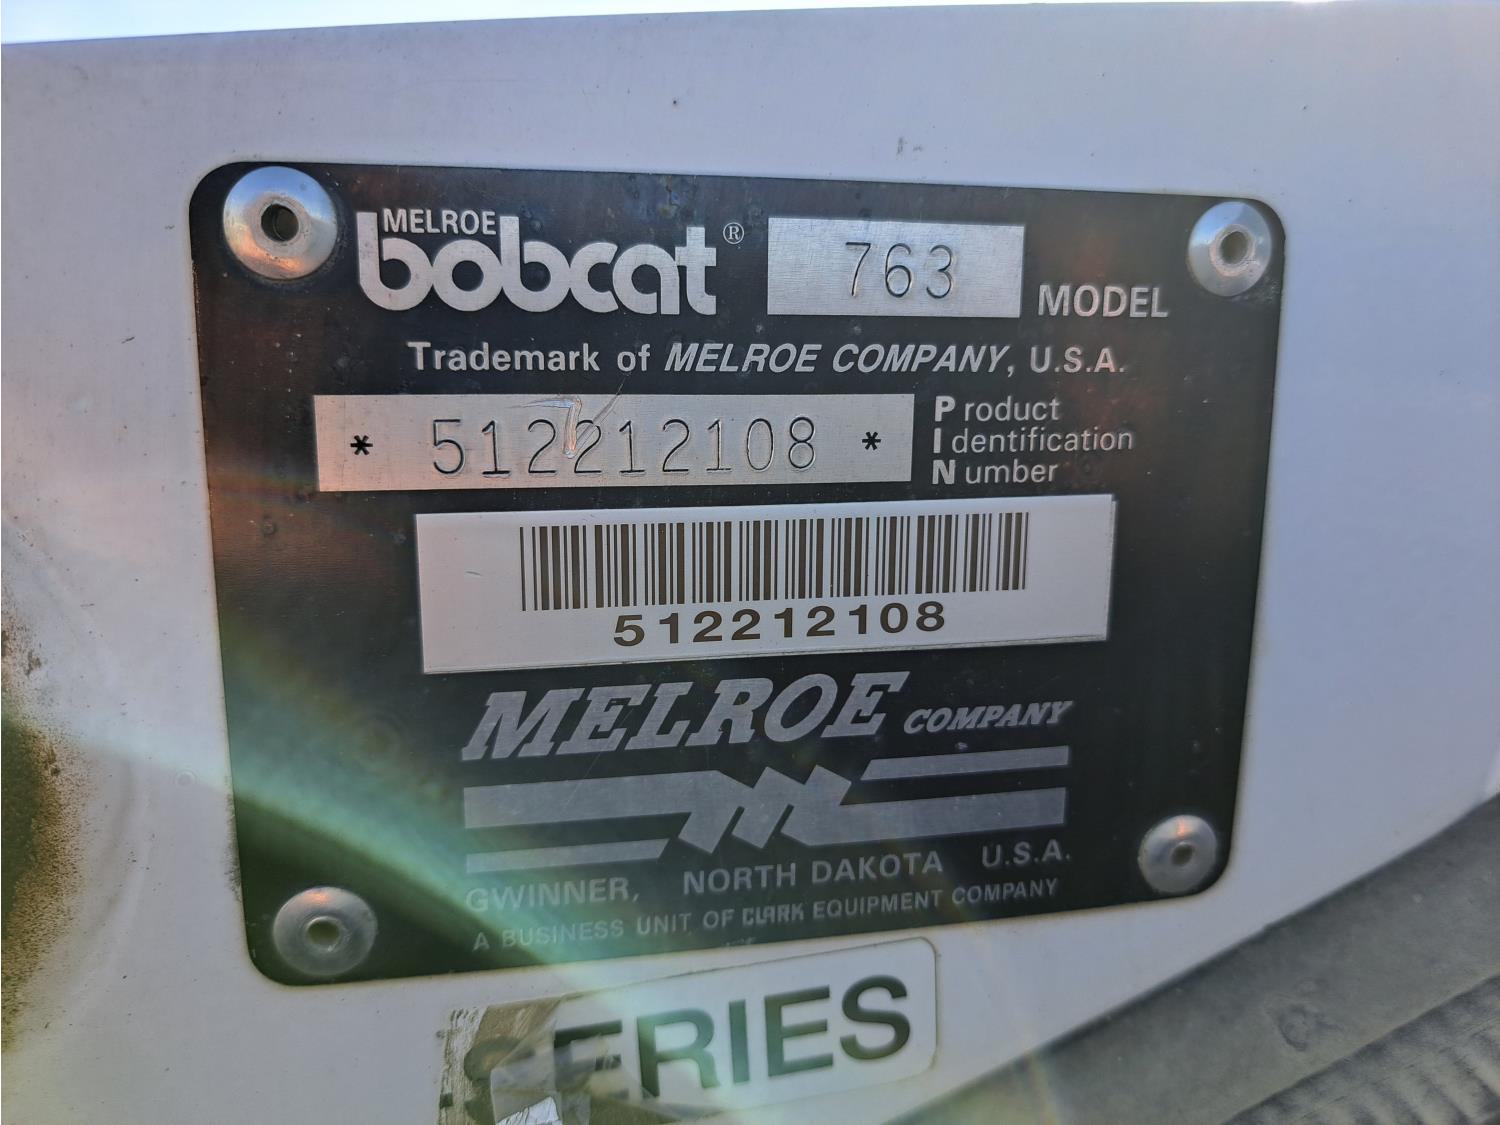 MELROE
bobcat® 763 MODEL
Trademark of MELROE COMPANY, U.S.A.
* 512212108 * Product Identification Number
512212108
MELROE COMPANY
GWINNER, NORTH DAKOTA U.S.A.
A BUSINESS UNIT OF CLARK EQUIPMENT COMPANY
SERIES